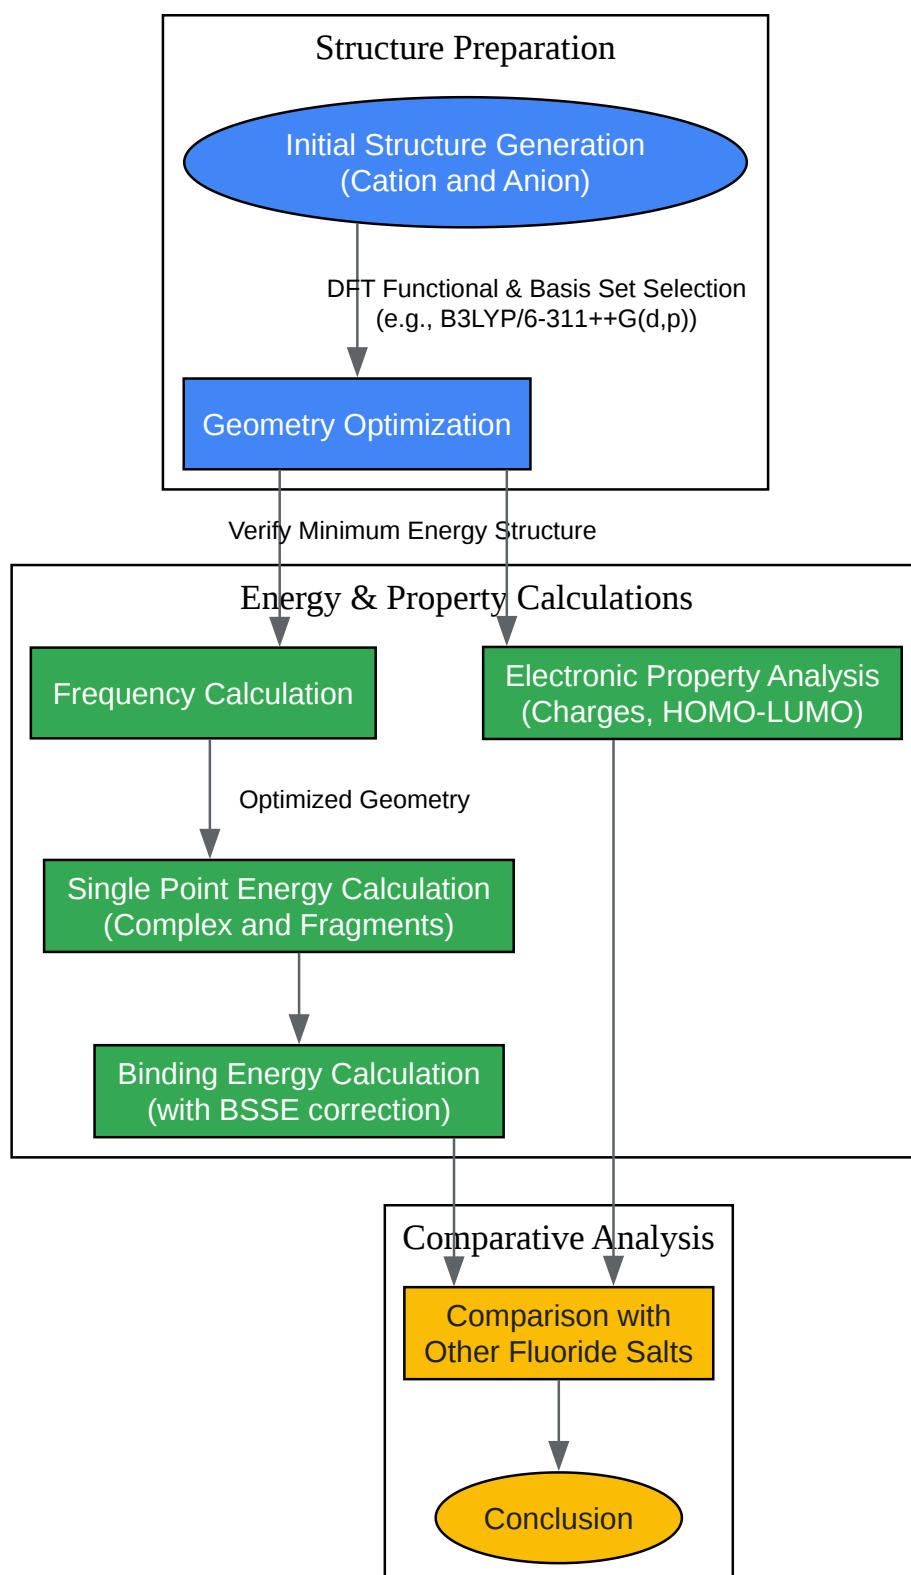 Structure Preparation
Initial Structure Generation
(Cation and Anion)
DFT Functional & Basis Set Selection
(e.g., B3LYP/6-311++G(d,p))
Geometry Optimization
Verify Minimum Energy Structure
Energy & Property Calculations
Frequency Calculation
Electronic Property Analysis
(Charges, HOMO-LUMO)
Optimized Geometry
Single Point Energy Calculation
(Complex and Fragments)
Binding Energy Calculation
(with BSSE correction)
Comparative Analysis
Comparison with
Other Fluoride Salts
Conclusion